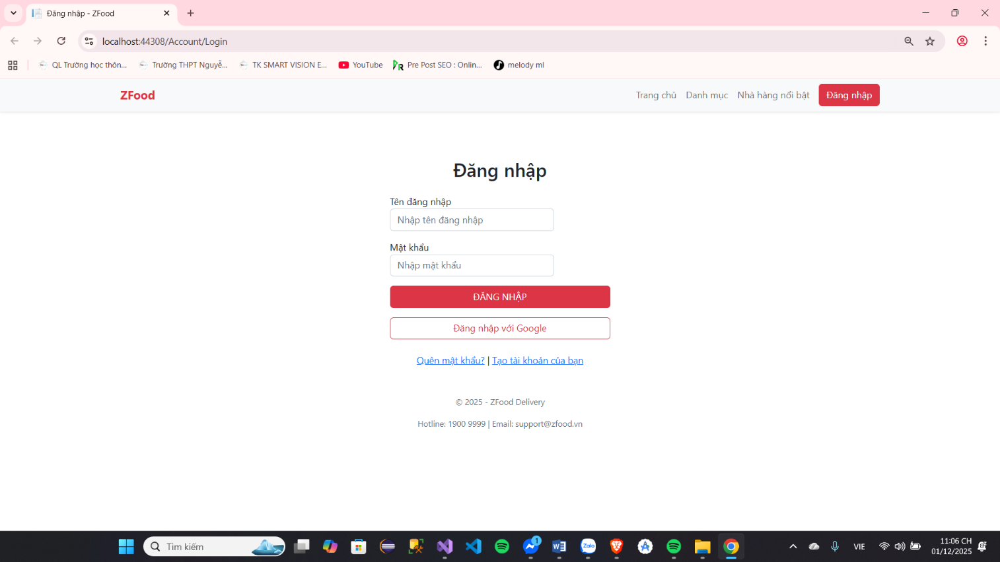 Đăng nhập - ZFood
localhost:44308/Account/Login
QL Trường học thôn...
Trường THPT Nguyễ...
TK SMART VISION E...
YouTube
Pre Post SEO : Onlin...
melody ml
ZFood
Trang chủ
Danh mục
Nhà hàng nổi bật
Đăng nhập
Đăng nhập
Tên đăng nhập
Nhập tên đăng nhập
Mật khẩu
Nhập mật khẩu
ĐĂNG NHẬP
Đăng nhập với Google
Quên mật khẩu? | Tạo tài khoản của bạn
© 2025 - ZFood Delivery
Hotline: 1900 9999 | Email: support@zfood.vn
Tìm kiếm
1
Zalo
VIE
11:06 CH
01/12/2025